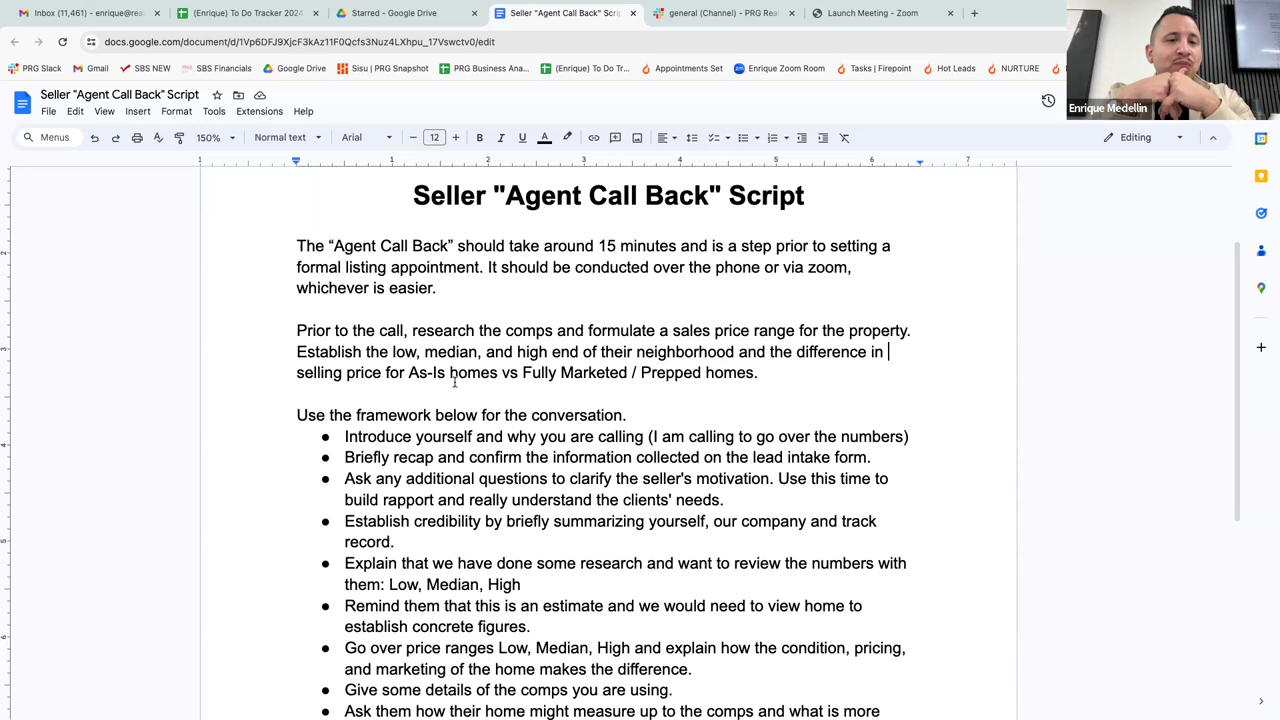 Inbox (11,461) - enrique@rea
(Enrique) To Do Tracker 2024
Starred - Google Drive
Seller "Agent Call Back" Scrip
general (Channel) - PRG Rea
Launch Meeting - Zoom
docs.google.com/document/d/1Vp6DFJ9XjcF3kAz11F0Qcfs3Nuz4LXhpu_17Vswctv0/edit
PRG Slack
Gmail
SBS NEW
SBS Financials
Google Drive
Sisu | PRG Snapshot
PRG Business Ana...
(Enrique) To Do Tr...
Appointments Set
Enrique Zoom Room
Tasks | Firepoint
Hot Leads
NURTURE
Enrique Medellin
Seller "Agent Call Back" Script
File Edit View Insert Format Tools Extensions Help
Menus
150%
Normal text
Arial
12
B I U A
Editing
1 1 2 3 4 5 6 7
Seller "Agent Call Back" Script
The “Agent Call Back” should take around 15 minutes and is a step prior to setting a
formal listing appointment. It should be conducted over the phone or via zoom,
whichever is easier.
Prior to the call, research the comps and formulate a sales price range for the property.
Establish the low, median, and high end of their neighborhood and the difference in
selling price for As-Is homes vs Fully Marketed / Prepped homes.
Use the framework below for the conversation.
● Introduce yourself and why you are calling (I am calling to go over the numbers)
● Briefly recap and confirm the information collected on the lead intake form.
● Ask any additional questions to clarify the seller's motivation. Use this time to
build rapport and really understand the clients' needs.
● Establish credibility by briefly summarizing yourself, our company and track
record.
● Explain that we have done some research and want to review the numbers with
them: Low, Median, High
● Remind them that this is an estimate and we would need to view home to
establish concrete figures.
● Go over price ranges Low, Median, High and explain how the condition, pricing,
and marketing of the home makes the difference.
● Give some details of the comps you are using.
● Ask them how their home might measure up to the comps and what is more